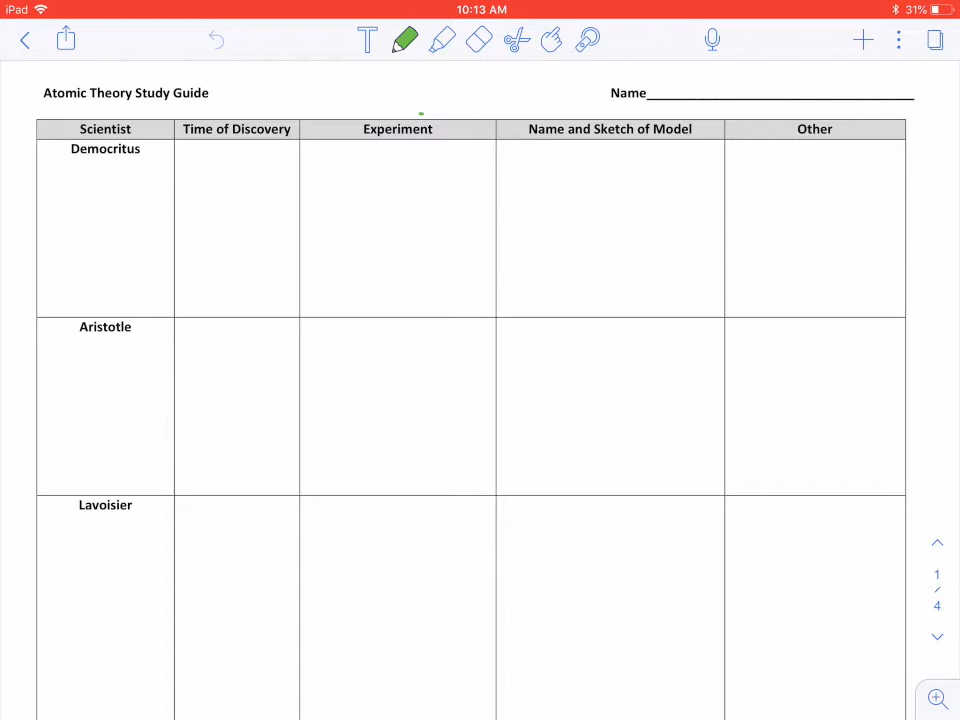 iPad 10:13 AM 31%
Atomic Theory Study Guide Name
Scientist Time of Discovery Experiment Name and Sketch of Model Other
Democritus
Aristotle
Lavoisier
1
/
4